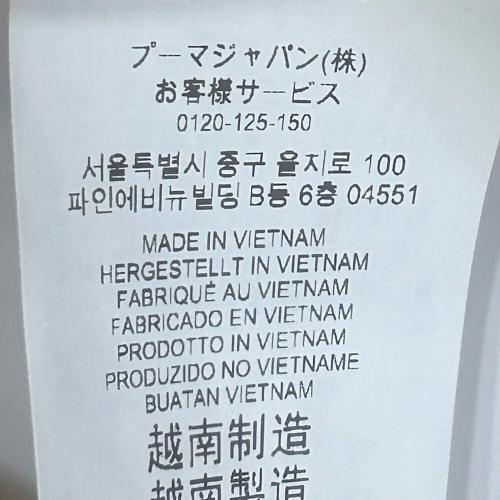 プーマジャパン(株)
お客様サービス
0120-125-150
서울특별시 중구 을지로 100
파인에비뉴빌딩 B동 6층 04551
MADE IN VIETNAM
HERGESTELLT IN VIETNAM
FABRIQUÉ AU VIETNAM
FABRICADO EN VIETNAM
PRODOTTO IN VIETNAM
PRODUZIDO NO VIETNAME
BUATAN VIETNAM
越南制造
越南製造